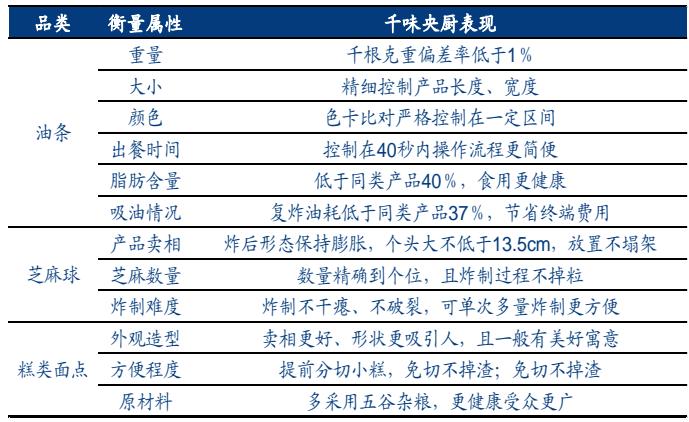 品类 衡量属性 千味央厨表现
重量 千根克重偏差率低于1%
大小 精细控制产品长度、宽度
颜色 色卡比对严格控制在一定区间
油条
出餐时间 控制在40秒内操作流程更简便
脂肪含量 低于同类产品40%，食用更健康
吸油情况 复炸油耗低于同类产品37%，节省终端费用
产品卖相 炸后形态保持膨胀，个头大不低于13.5cm，放置不塌架
芝麻球 芝麻数量 数量精确到个位，且炸制过程不掉粒
炸制难度 炸制不干瘪、不破裂，可单次多量炸制更方便
外观造型 卖相更好、形状更吸引人，且一般有美好寓意
糕类面点 方便程度 提前分切小糕，免切不掉渣；免切不掉渣
原材料 多采用五谷杂粮，更健康受众更广